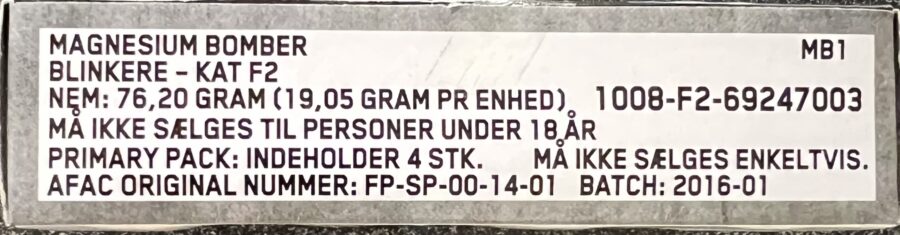 MAGNESIUM BOMBER MB1
BLINKERE - KAT F2
NEM: 76,20 GRAM (19,05 GRAM PR ENHED) 1008-F2-69247003
MÅ IKKE SÆLGES TIL PERSONER UNDER 18 ÅR
PRIMARY PACK: INDEHOLDER 4 STK. MÅ IKKE SÆLGES ENKELTVIS.
AFAC ORIGINAL NUMMER: FP-SP-00-14-01 BATCH: 2016-01